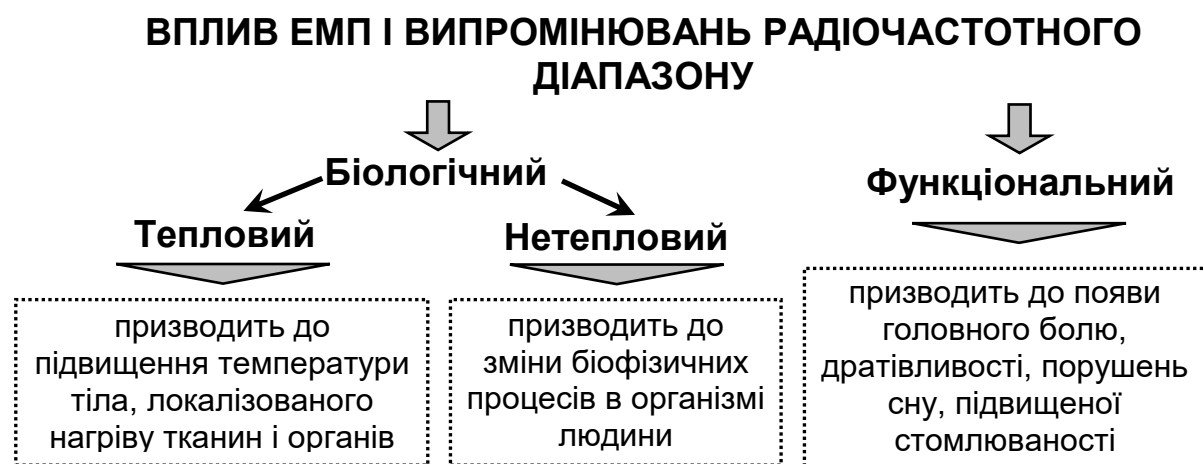 ВПЛИВ ЕМП І ВИПРОМІНЮВАНЬ РАДІОЧАСТОТНОГО
ДІАПАЗОНУ
Біологічний
Функціональний
Тепловий
Нетепловий
призводить до
підвищення температури
тіла, локалізованого
нагріву тканин і органів
призводить до
зміни біофізичних
процесів в організмі
людини
призводить до появи
головного болю,
дратівливості, порушень
сну, підвищеної
стомлюваності